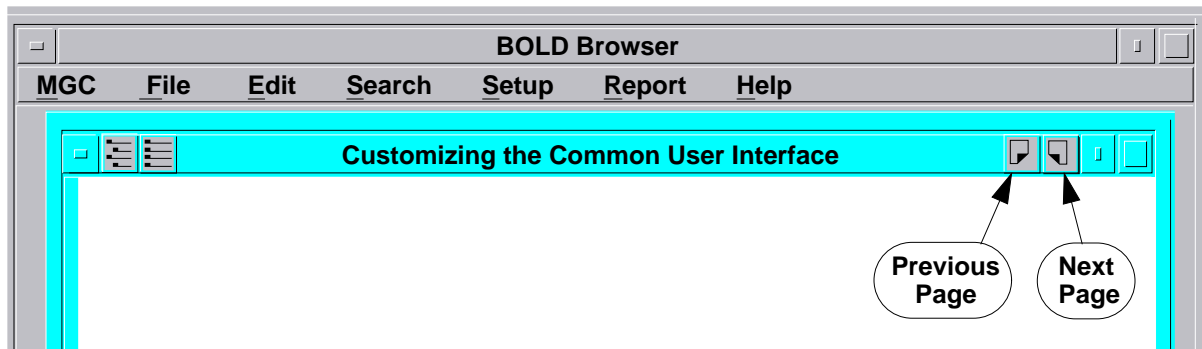 BOLD Browser
MGC File Edit Search Setup Report Help
Customizing the Common User Interface
Previous
Page
Next
Page